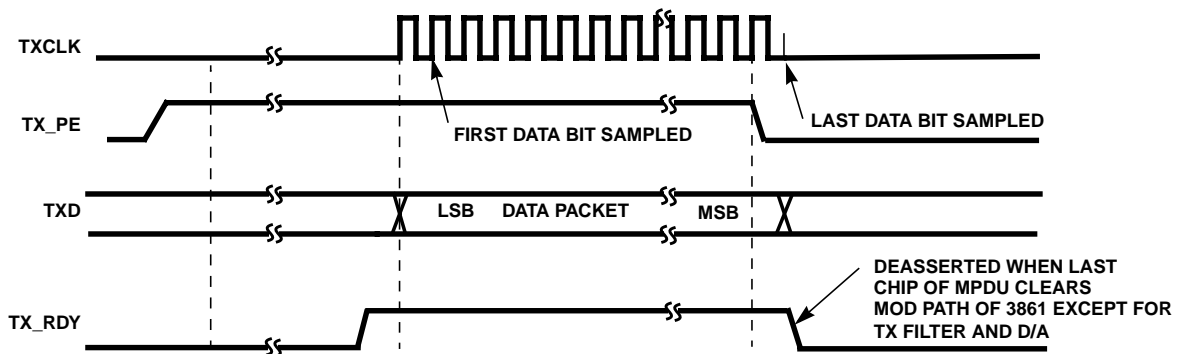 TXCLK
FIRST DATA BIT SAMPLED
LAST DATA BIT SAMPLED
TX_PE
TXD
LSB DATA PACKET MSB
DEASSERTED WHEN LAST
CHIP OF MPDU CLEARS
MOD PATH OF 3861 EXCEPT FOR
TX FILTER AND D/A
TX_RDY